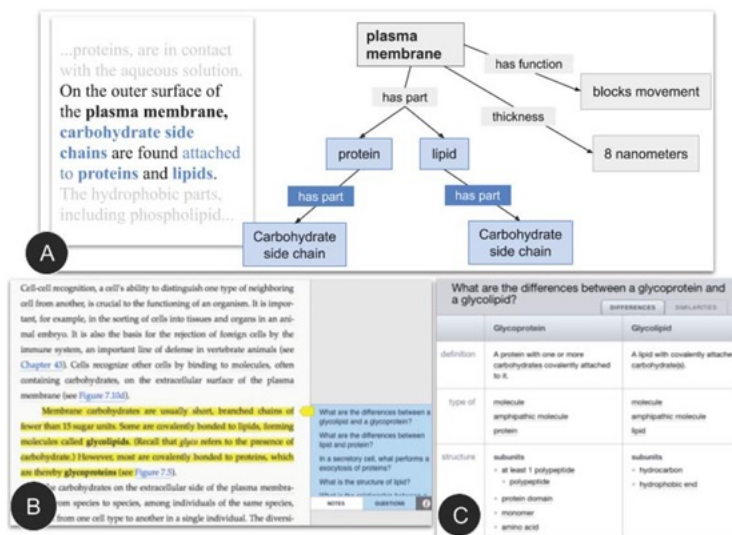 ...proteins, are in contact
with the aqueous solution.
On the outer surface of
the plasma membrane,
carbohydrate side
chains are found attached
to proteins and lipids.
The hydrophobic parts,
including phospholipid...
plasma
membrane
has function
blocks movement
has part
thickness
8 nanometers
protein
lipid
has part
has part
Carbohydrate
side chain
Carbohydrate
side chain
A
Cell-cell recognition, a cell's ability to distinguish one type of neighboring
cell from another, is crucial to the functioning of an organism. It is impor-
tant, for example, in the sorting of cells into tissues and organs in an ani-
mal embryo. It is also the basis for the rejection of foreign cells by the
immune system, an important line of defense in vertebrate animals (see
Chapter 43). Cells recognize other cells by binding to molecules, often
containing carbohydrates, on the extracellular surface of the plasma
membrane (see Figure 7.10d).
Membrane carbohydrates are usually short, branched chains of
fewer than 15 sugar units. Some are covalently bonded to lipids, forming
molecules called glycolipids. (Recall that glyco refers to the presence of
carbohydrate.) However, most are covalently bonded to proteins, which
are thereby glycoproteins (see Figure 7.5).
carbohydrates on the extracellular side of the plasma membra-
from species to species, among individuals of the same species,
from one cell type to another in a single individual. The diversi-
What are the differences between a
glycolipid and a glycoprotein?
What are the differences between
lipid and protein?
In a secretory cell, what performs a
exocytosis of proteins?
What is the structure of lipid?
NOTES
QUESTIONS
B
What are the differences between a glycoprotein and
a glycolipid?
DIFFERENCES
SIMILARITIES
Glycoprotein
Glycolipid
definition
A protein with one or more
carbohydrates covalently attached
to it.
A lipid with covalently attache
carbohydrate(s).
type of
molecule
amphipathic molecule
protein
molecule
amphipathic molecule
lipid
structure
subunits
at least 1 polypeptide
polypeptide
protein domain
monomer
amino acid
subunits
hydrocarbon
hydrophobic end
C